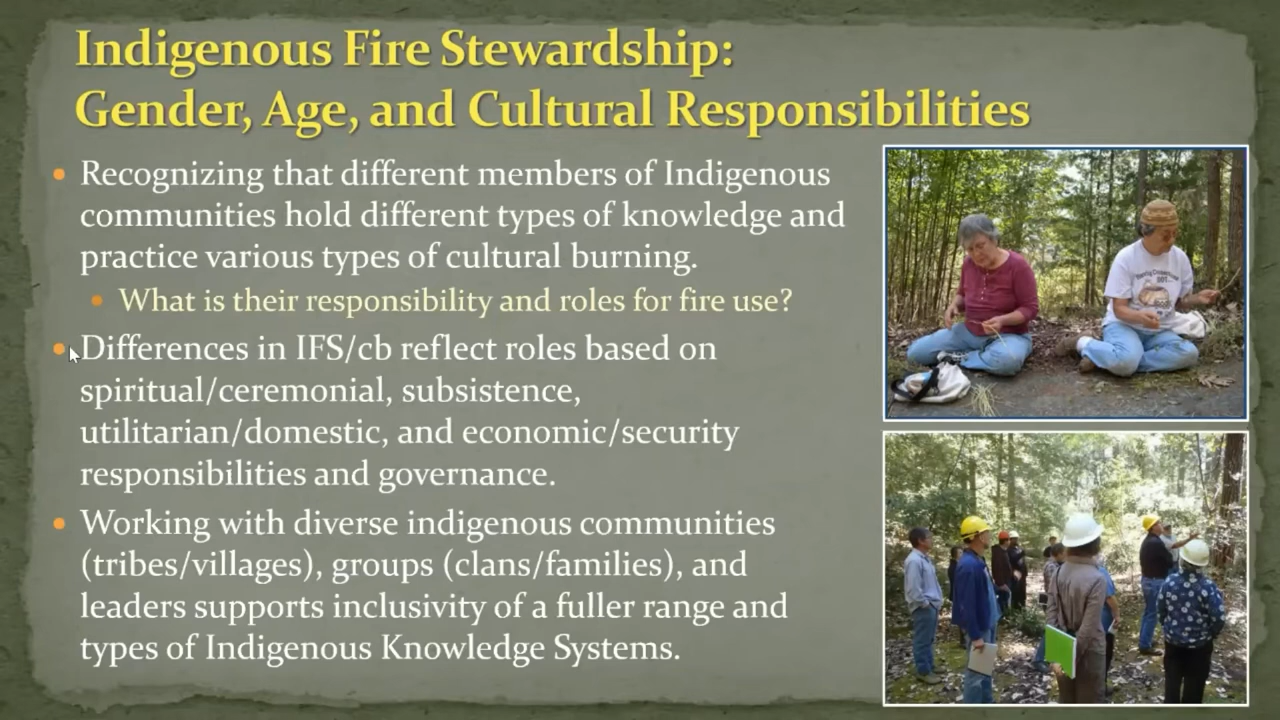 Indigenous Fire Stewardship:
Gender, Age, and Cultural Responsibilities
Recognizing that different members of Indigenous
communities hold different types of knowledge and
practice various types of cultural burning.
What is their responsibility and roles for fire use?
Differences in IFS/cb reflect roles based on
spiritual/ceremonial, subsistence,
utilitarian/domestic, and economic/security
responsibilities and governance.
Working with diverse indigenous communities
(tribes/villages), groups (clans/families), and
leaders supports inclusivity of a fuller range and
types of Indigenous Knowledge Systems.